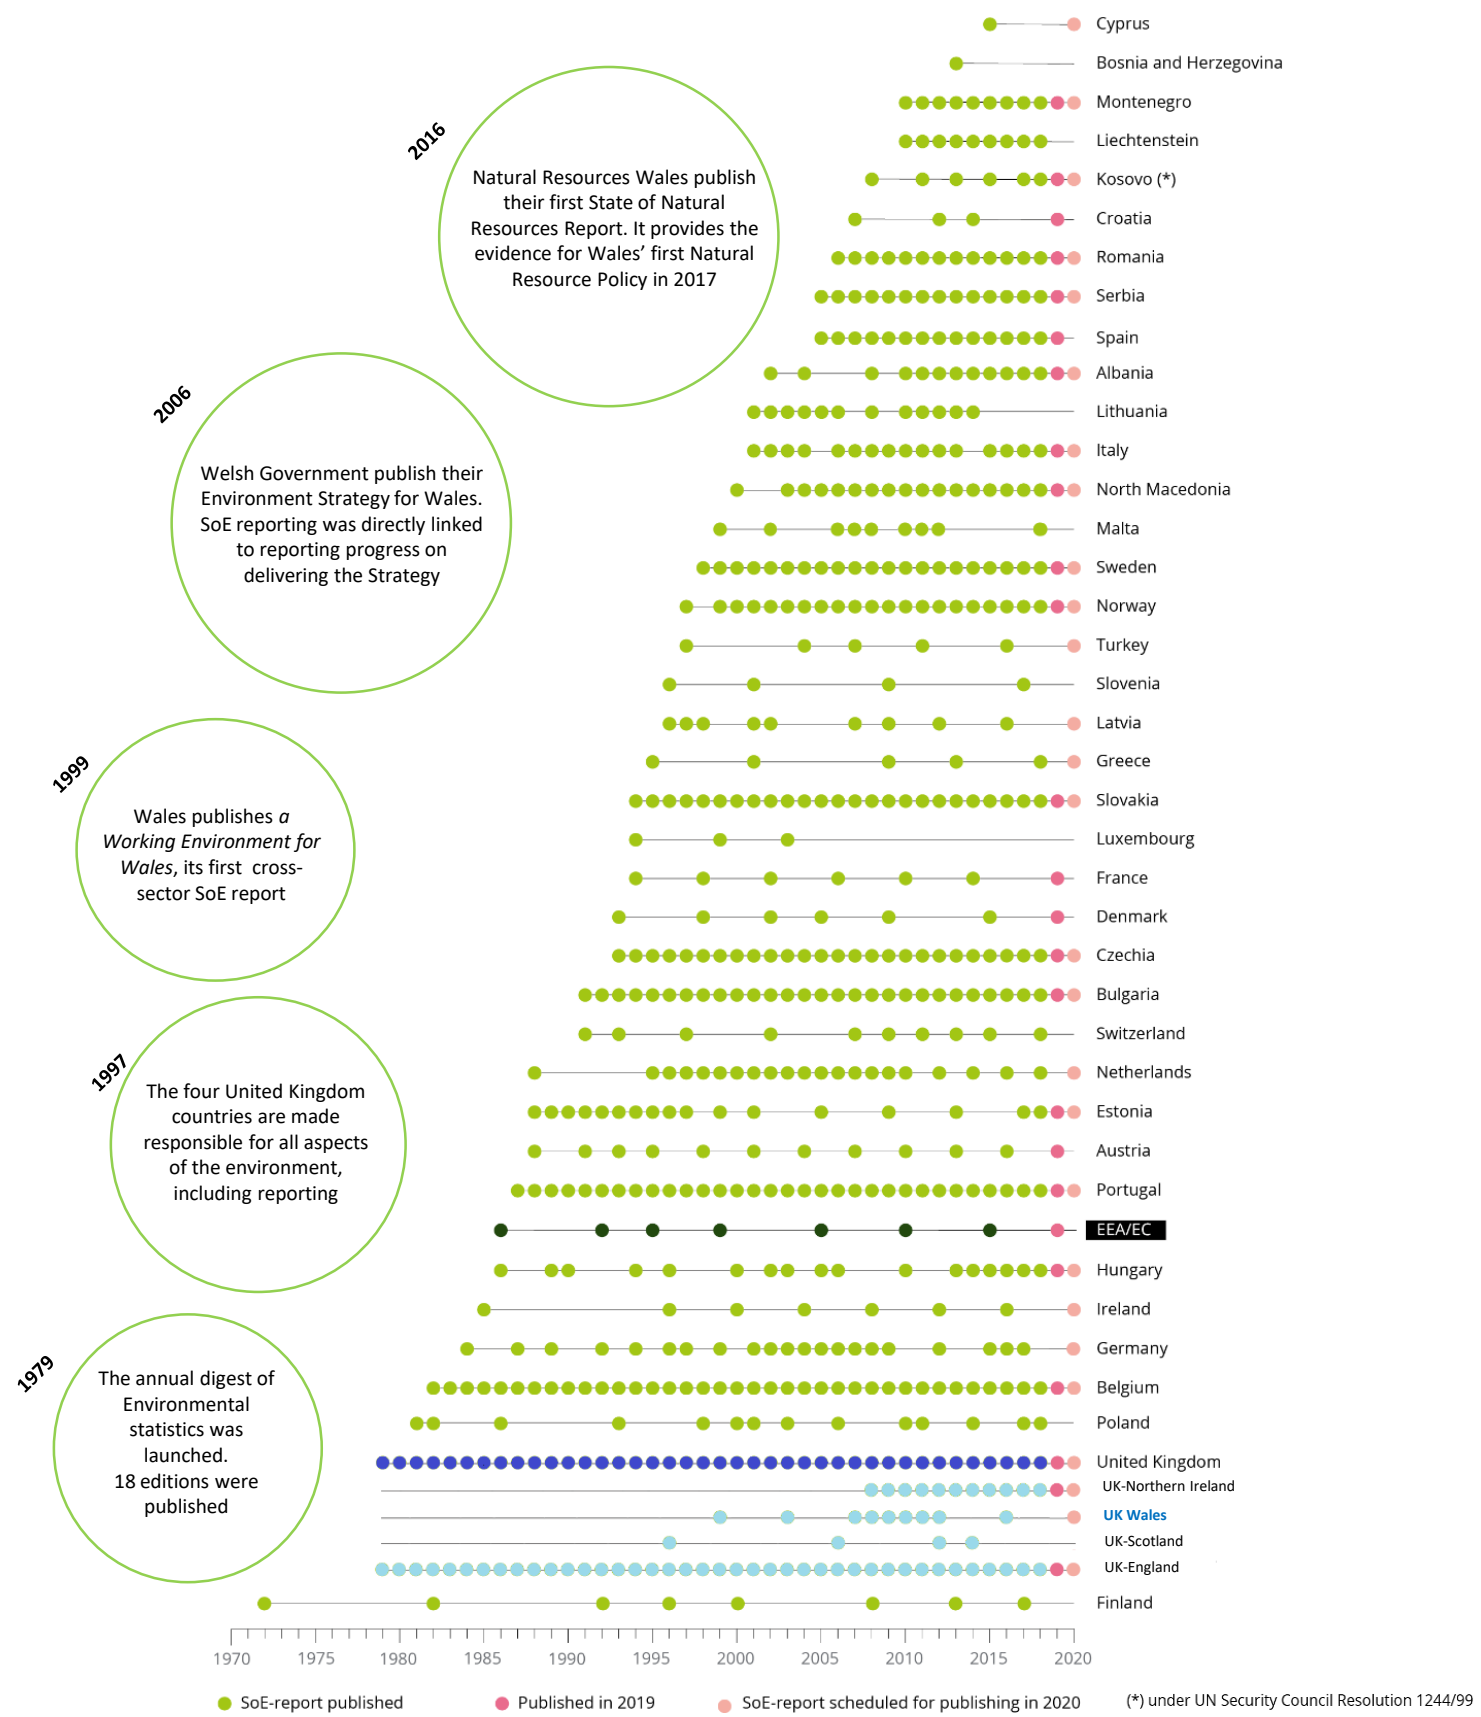 Cyprus
Bosnia and Herzegovina
Montenegro
Liechtenstein
Kosovo (*)
Croatia
Romania
Serbia
Spain
Albania
Lithuania
Italy
North Macedonia
Malta
Sweden
Norway
Turkey
Slovenia
Latvia
Greece
Slovakia
Luxembourg
France
Denmark
Czechia
Bulgaria
Switzerland
Netherlands
Estonia
Austria
Portugal
EEA/EC
Hungary
Ireland
Germany
Belgium
Poland
United Kingdom
UK-Northern Ireland
UK Wales
UK-Scotland
UK-England
Finland
2016
Natural Resources Wales publish
their first State of Natural
Resources Report. It provides the
evidence for Wales’ first Natural
Resource Policy in 2017
2006
Welsh Government publish their
Environment Strategy for Wales.
SoE reporting was directly linked
to reporting progress on
delivering the Strategy
1999
Wales publishes a
Working Environment for
Wales, its first cross-
sector SoE report
1997
The four United Kingdom
countries are made
responsible for all aspects
of the environment,
including reporting
1979
The annual digest of
Environmental
statistics was
launched.
18 editions were
published
1970 1975 1980 1985 1990 1995 2000 2005 2010 2015 2020
SoE-report published
Published in 2019
SoE-report scheduled for publishing in 2020
(*) under UN Security Council Resolution 1244/99